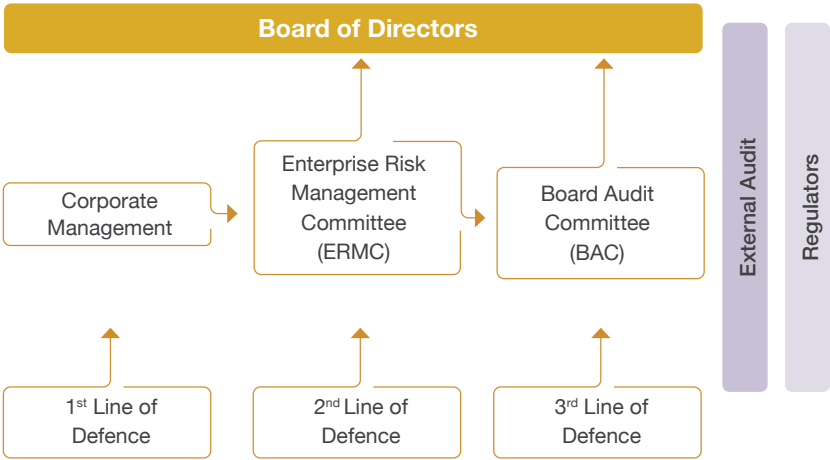 Board of Directors
Corporate
Management
Enterprise Risk
Management
Committee
(ERMC)
Board Audit
Committee
(BAC)
External Audit
Regulators
1st Line of
Defence
2nd Line of
Defence
3rd Line of
Defence